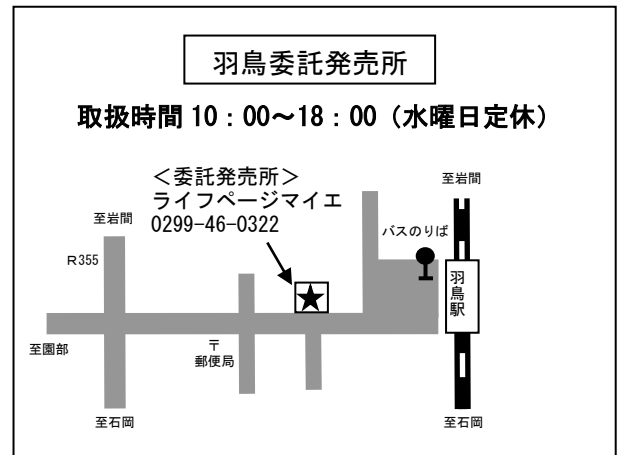 羽鳥委託発売所
取扱時間 10：00～18：00（水曜日定休）
＜委託発売所＞
ライフページマイエ
0299-46-0322
至岩間
至岩間
バスのりば
R355
羽鳥駅
至園部
〒
郵便局
至石岡
至石岡